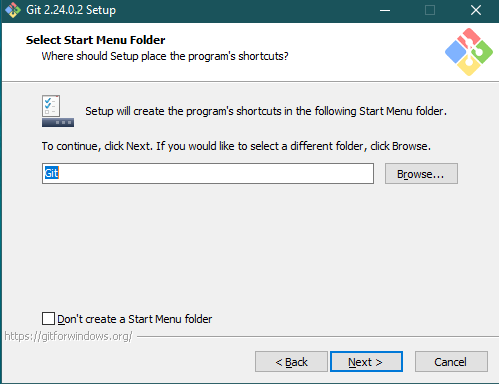 Git 2.24.0.2 Setup
Select Start Menu Folder
Where should Setup place the program's shortcuts?
Setup will create the program's shortcuts in the following Start Menu folder.
To continue, click Next. If you would like to select a different folder, click Browse.
Git
Browse...
Don't create a Start Menu folder
https://gitforwindows.org/
< Back
Next >
Cancel